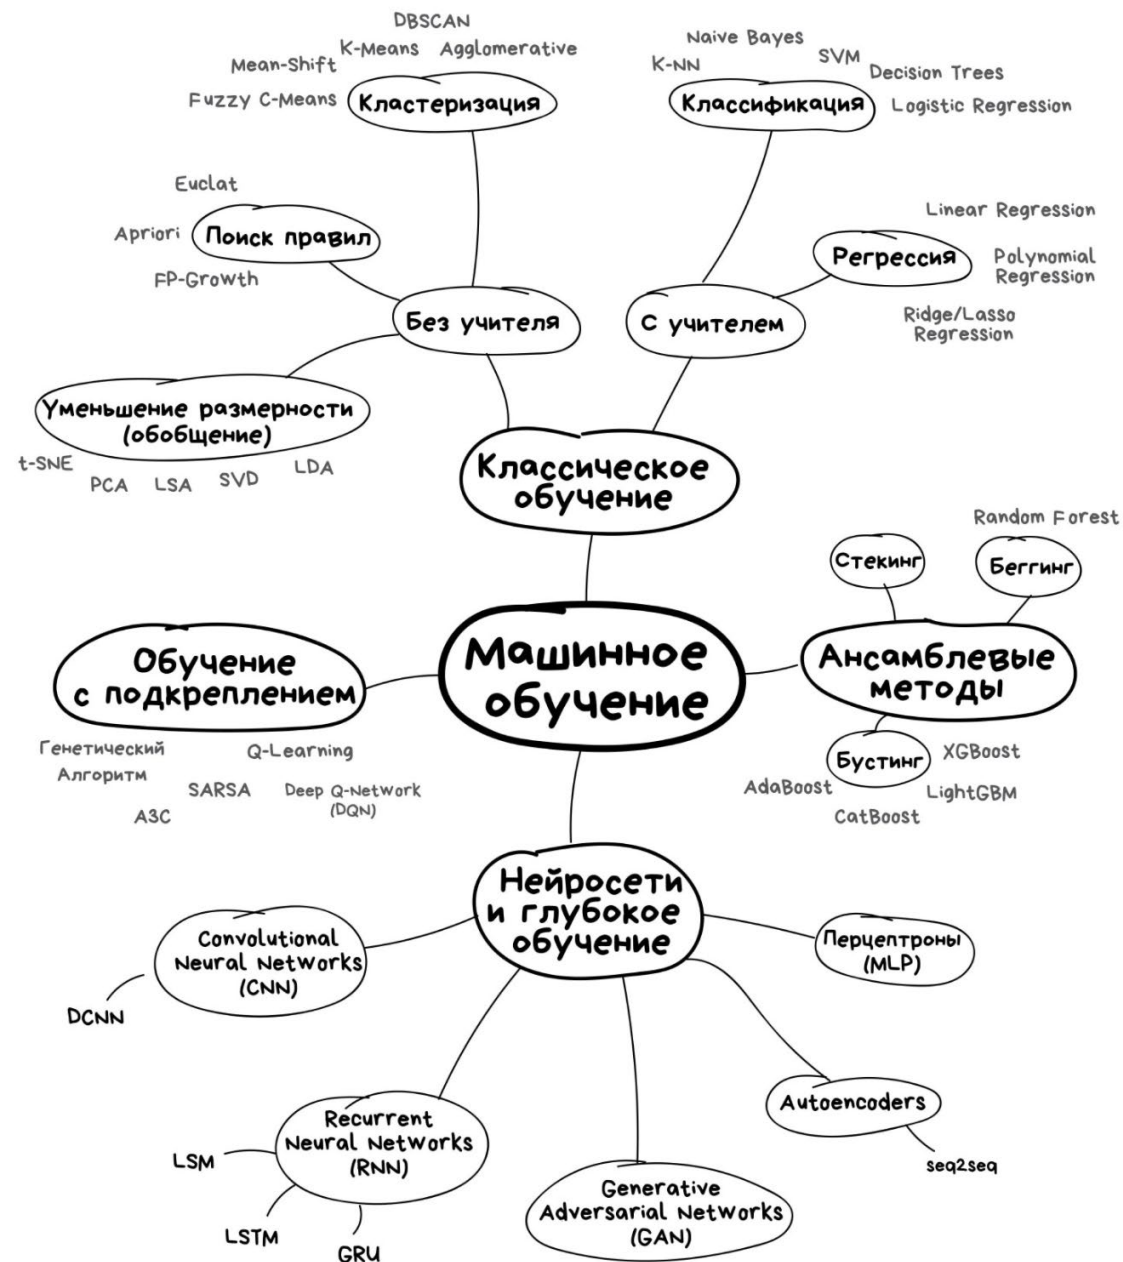 DBSCAN
K-Means
Agglomerative
Mean-Shift
Fuzzy C-Means
Кластеризация
Naive Bayes
K-NN
SVM
Decision Trees
Классификация
Logistic Regression
Euclat
Apriori
Поиск правил
FP-Growth
Linear Regression
Регрессия
Polynomial
Regression
Ridge/Lasso
Regression
Без учителя
С учителем
Уменьшение размерности
(обобщение)
t-SNE
PCA
LSA
SVD
LDA
Классическое
обучение
Random Forest
Стекинг
Беггинг
Обучение
с подкреплением
Машинное
обучение
Ансамблевые
методы
Генетический
Алгоритм
Q-Learning
SARSA
Deep Q-Network
(DQN)
A3C
Бустинг
XGBoost
AdaBoost
LightGBM
CatBoost
Нейросети
и глубокое
обучение
Convolutional
Neural Networks
(CNN)
DCNN
Перцептроны
(MLP)
Autoencoders
seq2seq
Recurrent
Neural Networks
(RNN)
LSM
LSTM
GRU
Generative
Adversarial Networks
(GAN)